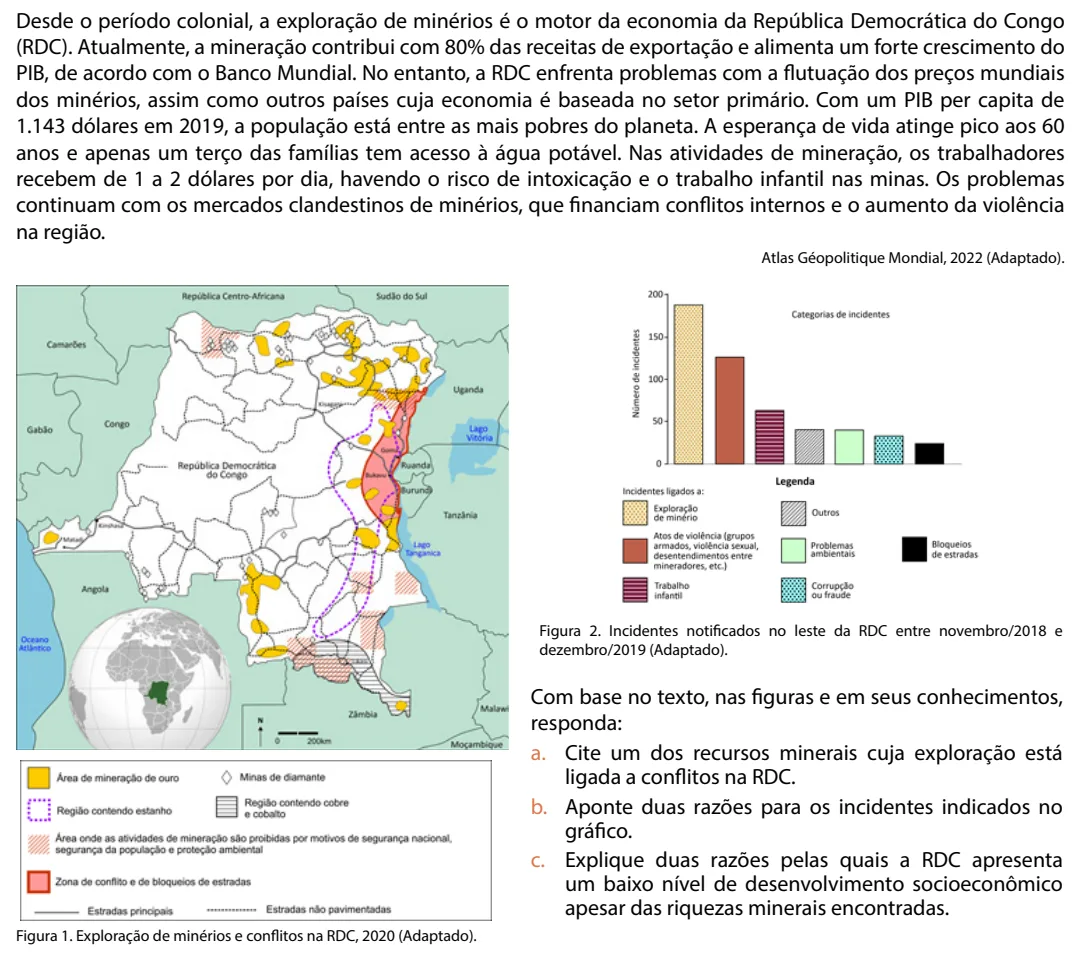 Desde o período colonial, a exploração de minérios é o motor da economia da República Democrática do Congo
(RDC). Atualmente, a mineração contribui com 80% das receitas de exportação e alimenta um forte crescimento do
PIB, de acordo com o Banco Mundial. No entanto, a RDC enfrenta problemas com a flutuação dos preços mundiais
dos minérios, assim como outros países cuja economia é baseada no setor primário. Com um PIB per capita de
1.143 dólares em 2019, a população está entre as mais pobres do planeta. A esperança de vida atinge pico aos 60
anos e apenas um terço das famílias tem acesso à água potável. Nas atividades de mineração, os trabalhadores
recebem de 1 a 2 dólares por dia, havendo o risco de intoxicação e o trabalho infantil nas minas. Os problemas
continuam com os mercados clandestinos de minérios, que financiam conflitos internos e o aumento da violência
na região.
Atlas Géopolitique Mondial, 2022 (Adaptado).
República Centro-Africana
Sudão do Sul
Camarões
Uganda
Kisagani
Gabão
Congo
Lago
Vitória
Goma
República Democrática
do Congo
Ruanda
Bukavu
Burundi
Tanzânia
Kinshasa
Matadi
Lago
Tanganica
Angola
Oceano
Atlântico
Zâmbia
Malawi
Moçambique
N
0 200km
Área de mineração de ouro
Minas de diamante
Região contendo estanho
Região contendo cobre
e cobalto
Área onde as atividades de mineração são proibidas por motivos de segurança nacional,
segurança da população e proteção ambiental
Zona de conflito e de bloqueios de estradas
Estradas principais
Estradas não pavimentadas
Figura 1. Exploração de minérios e conflitos na RDC, 2020 (Adaptado).
Categorias de incidentes
Número de incidentes
200
150
100
50
0
Legenda
Incidentes ligados a:
Exploração
de minério
Outros
Atos de violência (grupos
armados, violência sexual,
desentendimentos entre
mineradores, etc.)
Problemas
ambientais
Bloqueios
de estradas
Trabalho
infantil
Corrupção
ou fraude
Figura 2. Incidentes notificados no leste da RDC entre novembro/2018 e
dezembro/2019 (Adaptado).
Com base no texto, nas figuras e em seus conhecimentos,
responda:
a. Cite um dos recursos minerais cuja exploração está
ligada a conflitos na RDC.
b. Aponte duas razões para os incidentes indicados no
gráfico.
c. Explique duas razões pelas quais a RDC apresenta
um baixo nível de desenvolvimento socioeconômico
apesar das riquezas minerais encontradas.